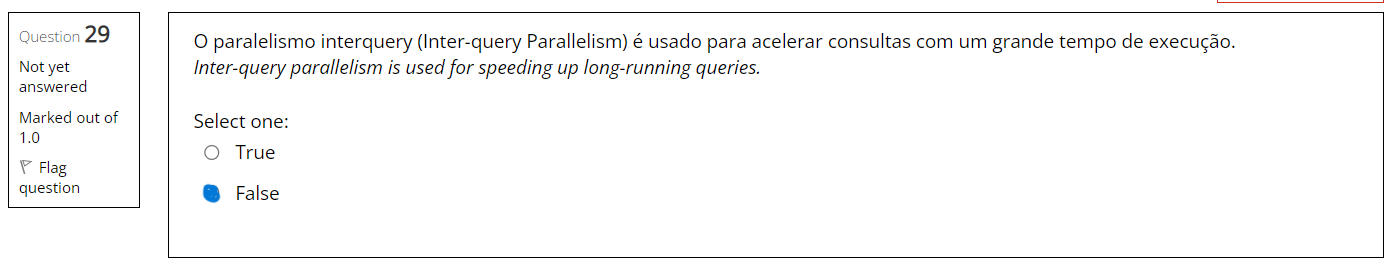 Question 29
Not yet
answered
Marked out of
1.0
Flag
question
O paralelismo interquery (Inter-query Parallelism) é usado para acelerar consultas com um grande tempo de execução.
Inter-query parallelism is used for speeding up long-running queries.
Select one:
True
False